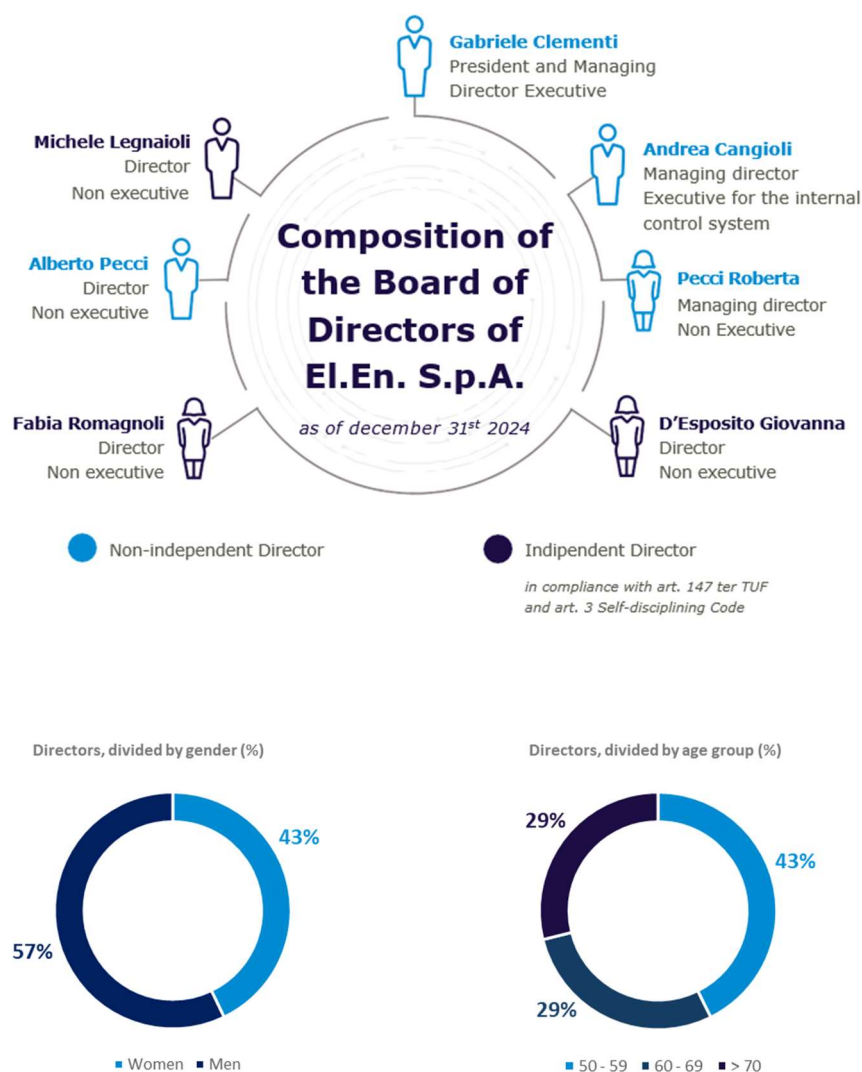 Gabriele Clementi
President and Managing
Director Executive
Michele Legnaioli
Director
Non executive
Andrea Cangioli
Managing director
Executive for the internal
control system
Alberto Pecci
Director
Non executive
Pecci Roberta
Managing director
Non Executive
Composition of
the Board of
Directors of
El.En. S.p.A.
as of december 31st 2024
Fabia Romagnoli
Director
Non executive
D'Esposito Giovanna
Director
Non executive
Non-independent Director
Indipendent Director
in compliance with art. 147 ter TUF
and art. 3 Self-disciplining Code
Directors, divided by gender (%)
43%
57%
Women Men
Directors, divided by age group (%)
29%
43%
29%
50 - 59 60 - 69 > 70